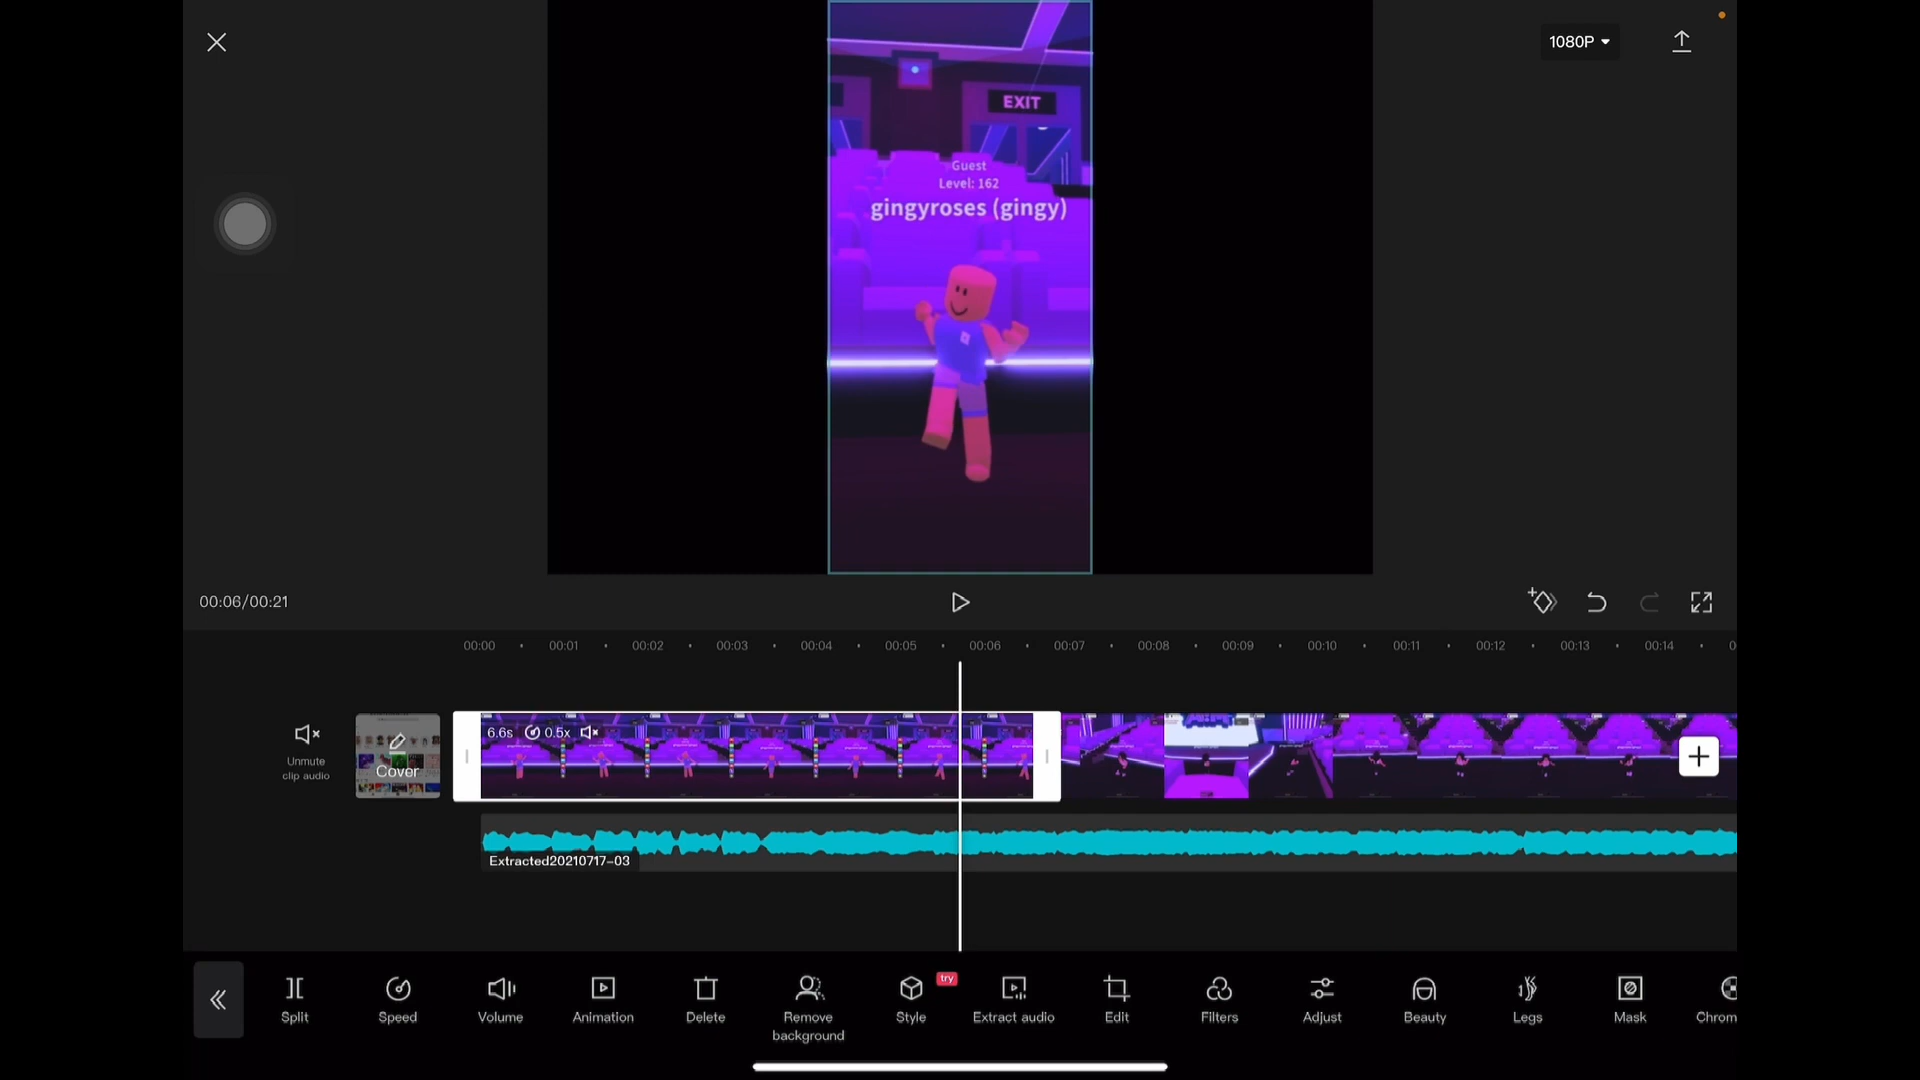 1080P
EXIT
Guest
Level: 162
gingyroses (gingy)
00:06/00:21
00:00 00:01 00:02 00:03 00:04 00:05 00:06 00:07 00:08 00:09 00:10 00:11 00:12 00:13 00:14 0
6.6s 0.5x
Unmute
clip audio
Cover
Extracted20210717-03
try
Split Speed Volume Animation Delete Remove background Style Extract audio Edit Filters Adjust Beauty Legs Mask Chrom